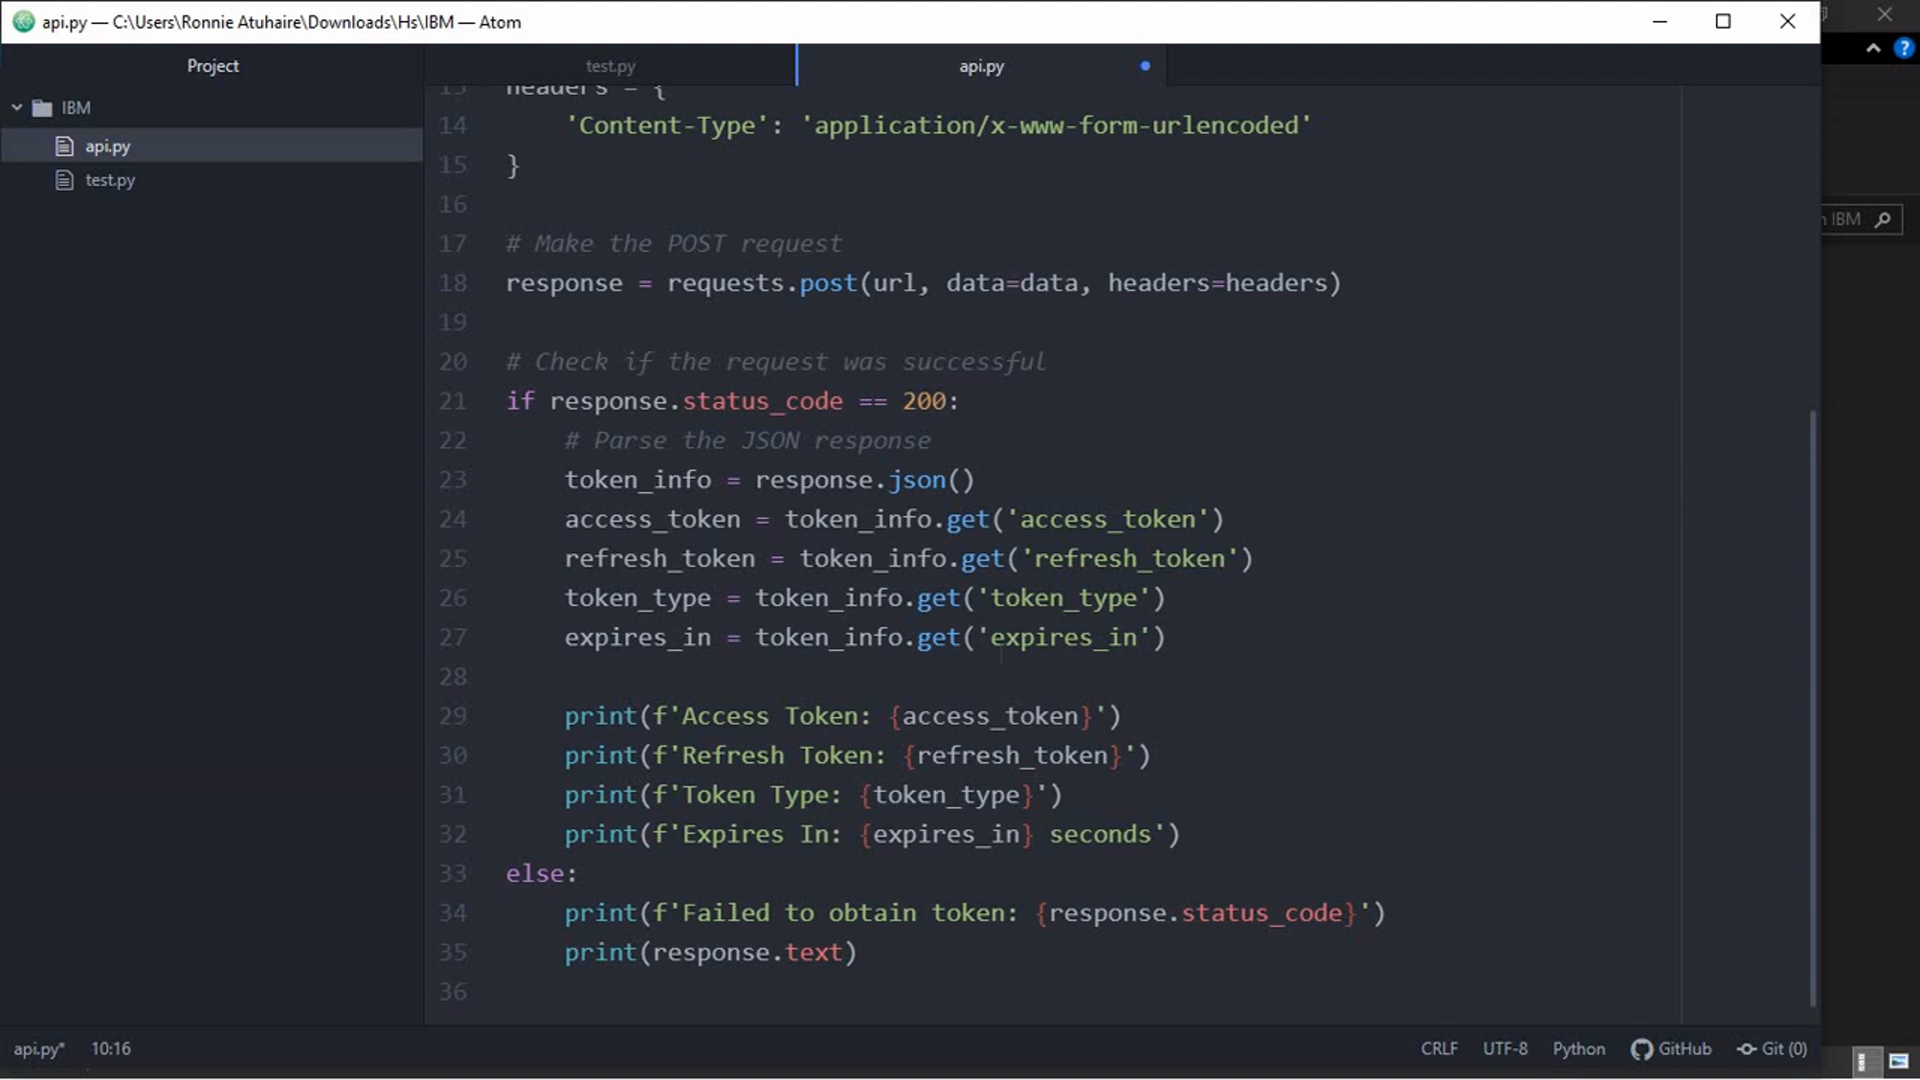 api.py — C:\Users\Ronnie Atuhaire\Downloads\Hs\IBM — Atom
Project
test.py
api.py
IBM
api.py
test.py
IBM
13 headers = {
14     'Content-Type': 'application/x-www-form-urlencoded'
15 }
16
17 # Make the POST request
18 response = requests.post(url, data=data, headers=headers)
19
20 # Check if the request was successful
21 if response.status_code == 200:
22     # Parse the JSON response
23     token_info = response.json()
24     access_token = token_info.get('access_token')
25     refresh_token = token_info.get('refresh_token')
26     token_type = token_info.get('token_type')
27     expires_in = token_info.get('expires_in')
28
29     print(f'Access Token: {access_token}')
30     print(f'Refresh Token: {refresh_token}')
31     print(f'Token Type: {token_type}')
32     print(f'Expires In: {expires_in} seconds')
33 else:
34     print(f'Failed to obtain token: {response.status_code}')
35     print(response.text)
36
api.py* 10:16 CRLF UTF-8 Python GitHub Git (0)